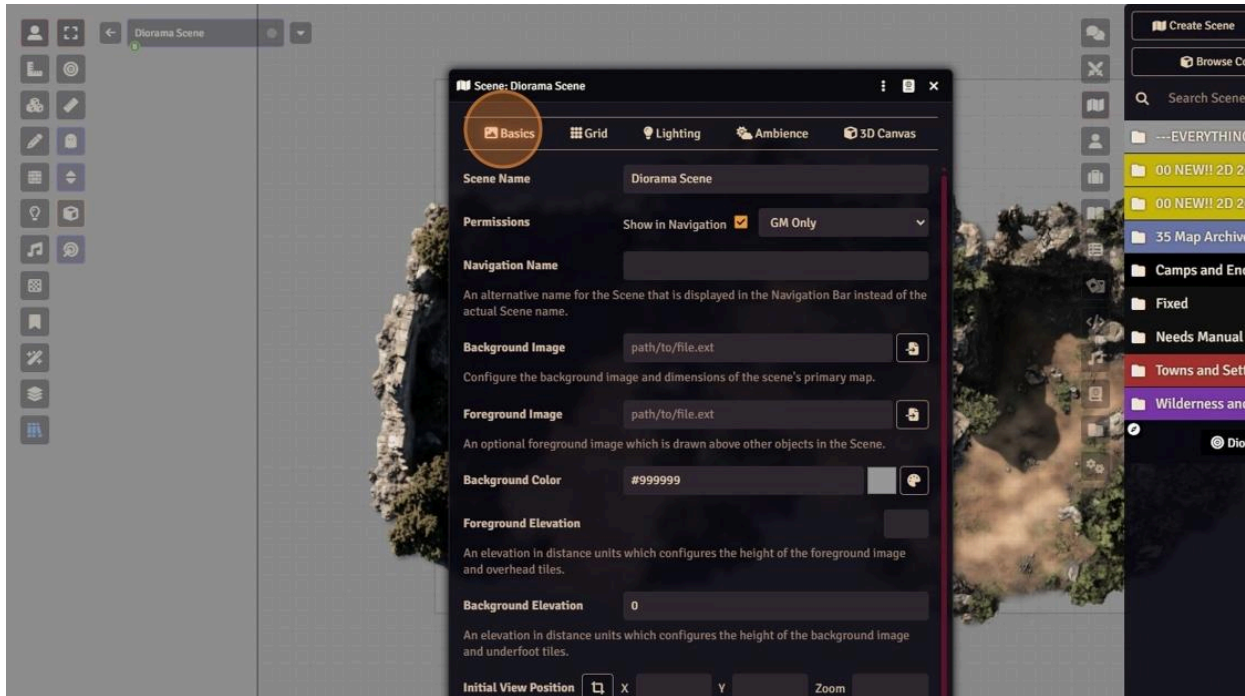 Diorama Scene
G
Create Scene
Browse
Search Scene
---EVERYTHING
00 NEW!! 2D 2
00 NEW!! 2D 2
35 Map Archive
Camps and
Fixed
Needs Manual
Towns and
Wilderness and
Scene: Diorama Scene
Basics Grid Lighting Ambience 3D Canvas
Scene Name Diorama Scene
Permissions Show in Navigation GM Only
Navigation Name
An alternative name for the Scene that is displayed in the Navigation Bar instead of the
actual Scene name.
Background Image path/to/file.ext
Configure the background image and dimensions of the scene's primary map.
Foreground Image path/to/file.ext
An optional foreground image which is drawn above other objects in the Scene.
Background Color #999999
Foreground Elevation
An elevation in distance units which configures the height of the foreground image
and overhead tiles.
Background Elevation 0
An elevation in distance units which configures the height of the background image
and underfoot tiles.
Initial View Position X Y Zoom